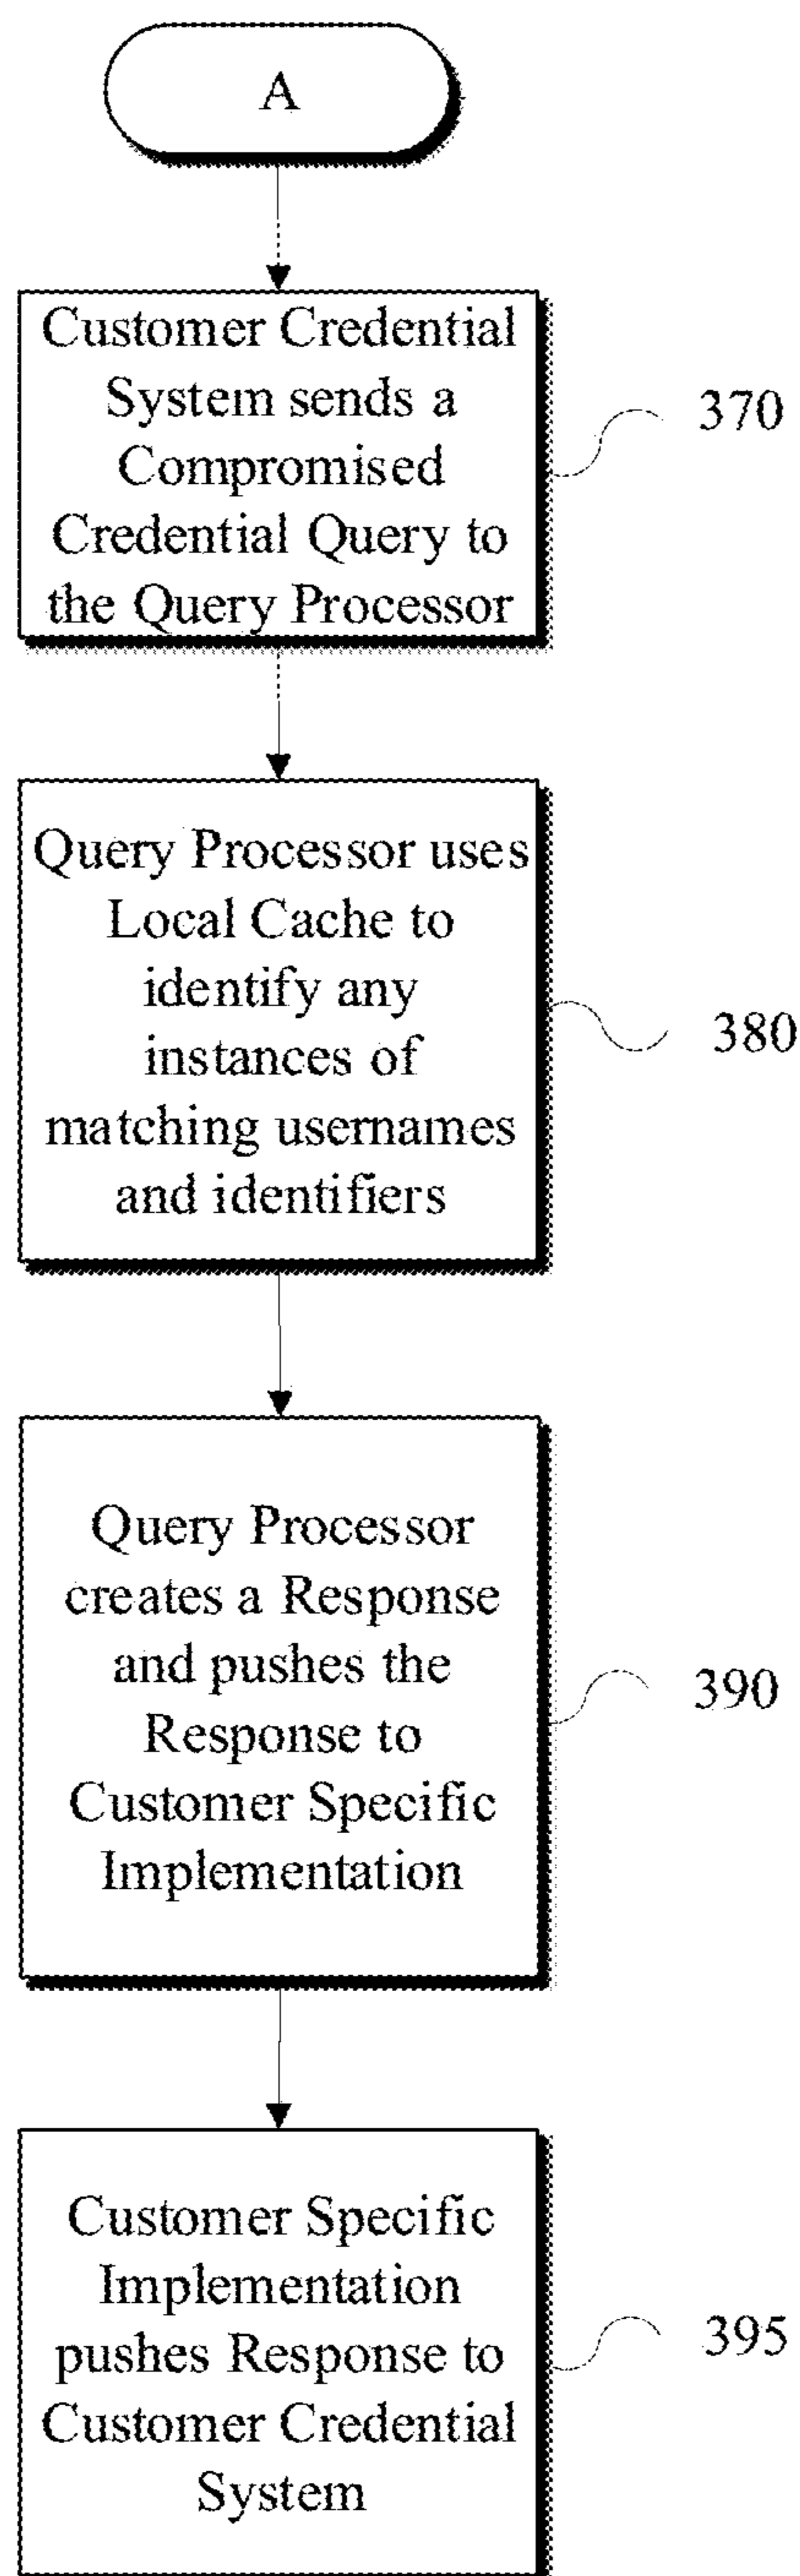 A
Customer Credential
System sends a
Compromised
Credential Query to
the Query Processor
370
Query Processor uses
Local Cache to
identify any
instances of
matching usernames
and identifiers
380
Query Processor
creates a Response
and pushes the
Response to
Customer Specific
Implementation
390
Customer Specific
Implementation
pushes Response to
Customer Credential
System
395